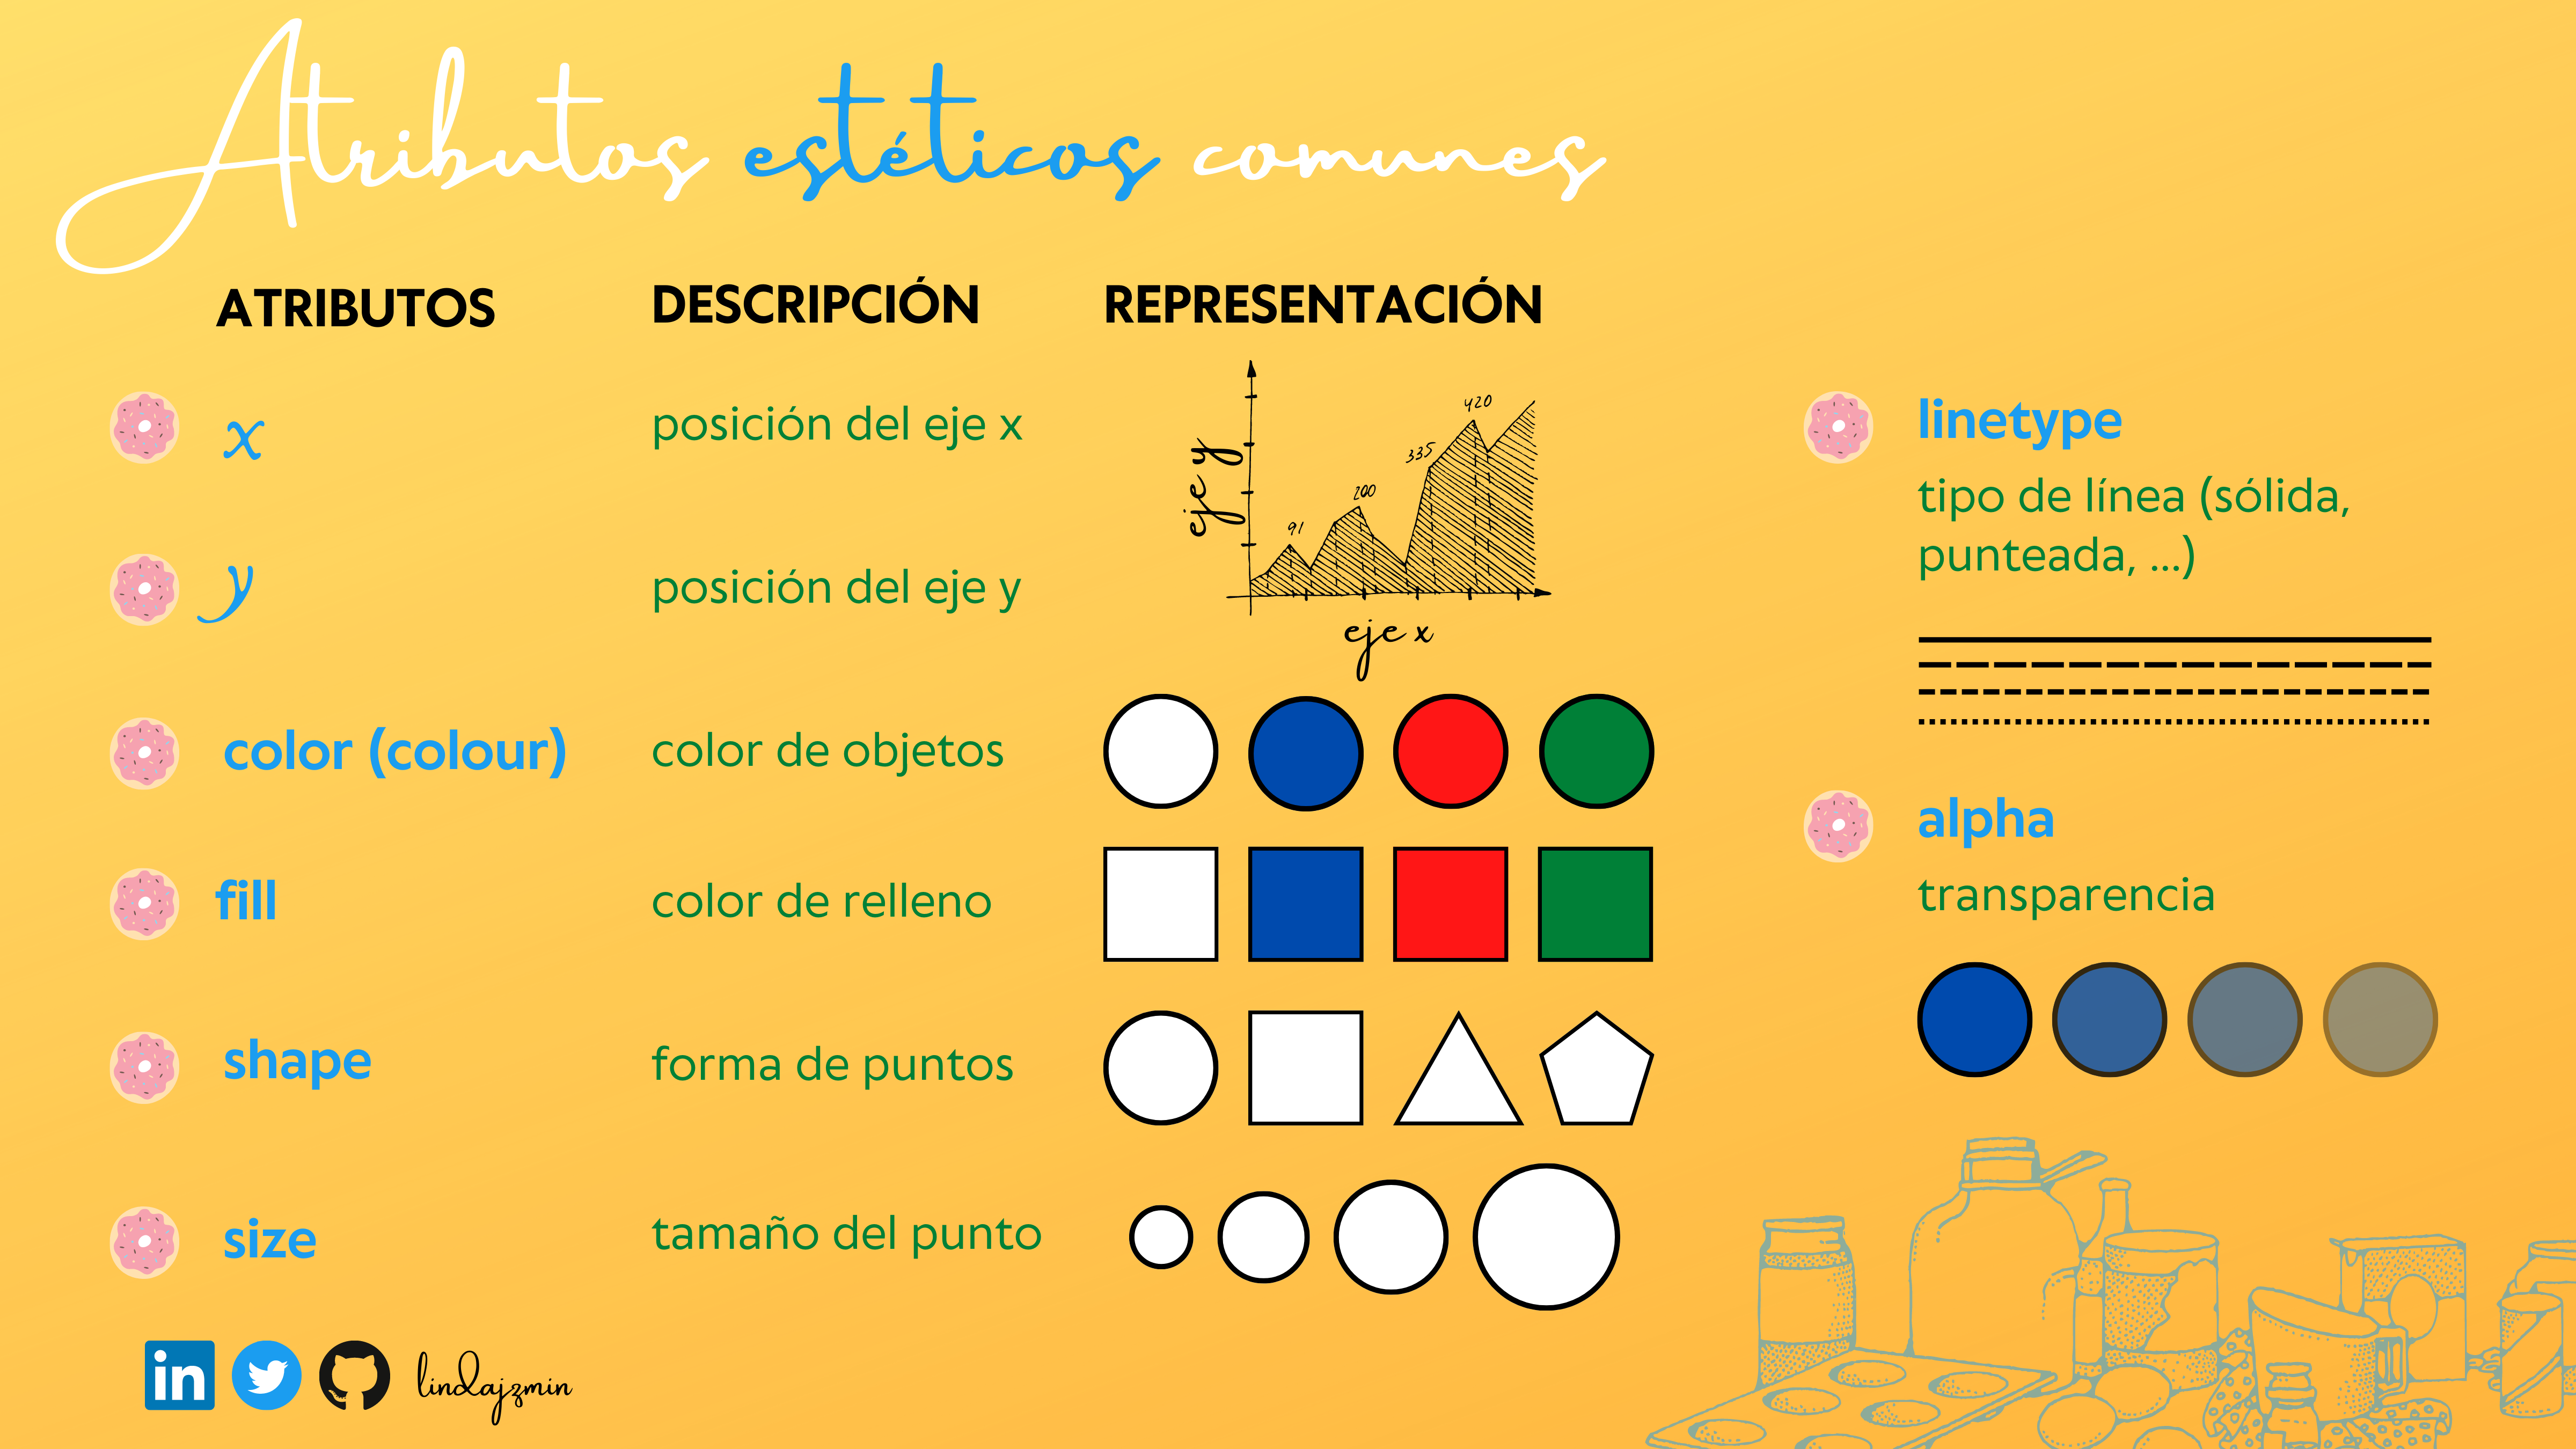 Atributos estéticos comunes
ATRIBUTOS
DESCRIPCIÓN
REPRESENTACIÓN
x
posición del eje x
y
posición del eje y
eje y
91
200
335
420
eje x
color (colour)
color de objetos
fill
color de relleno
shape
forma de puntos
size
tamaño del punto
linetype
tipo de línea (sólida,
punteada, ...)
alpha
transparencia
in
lindajzmin